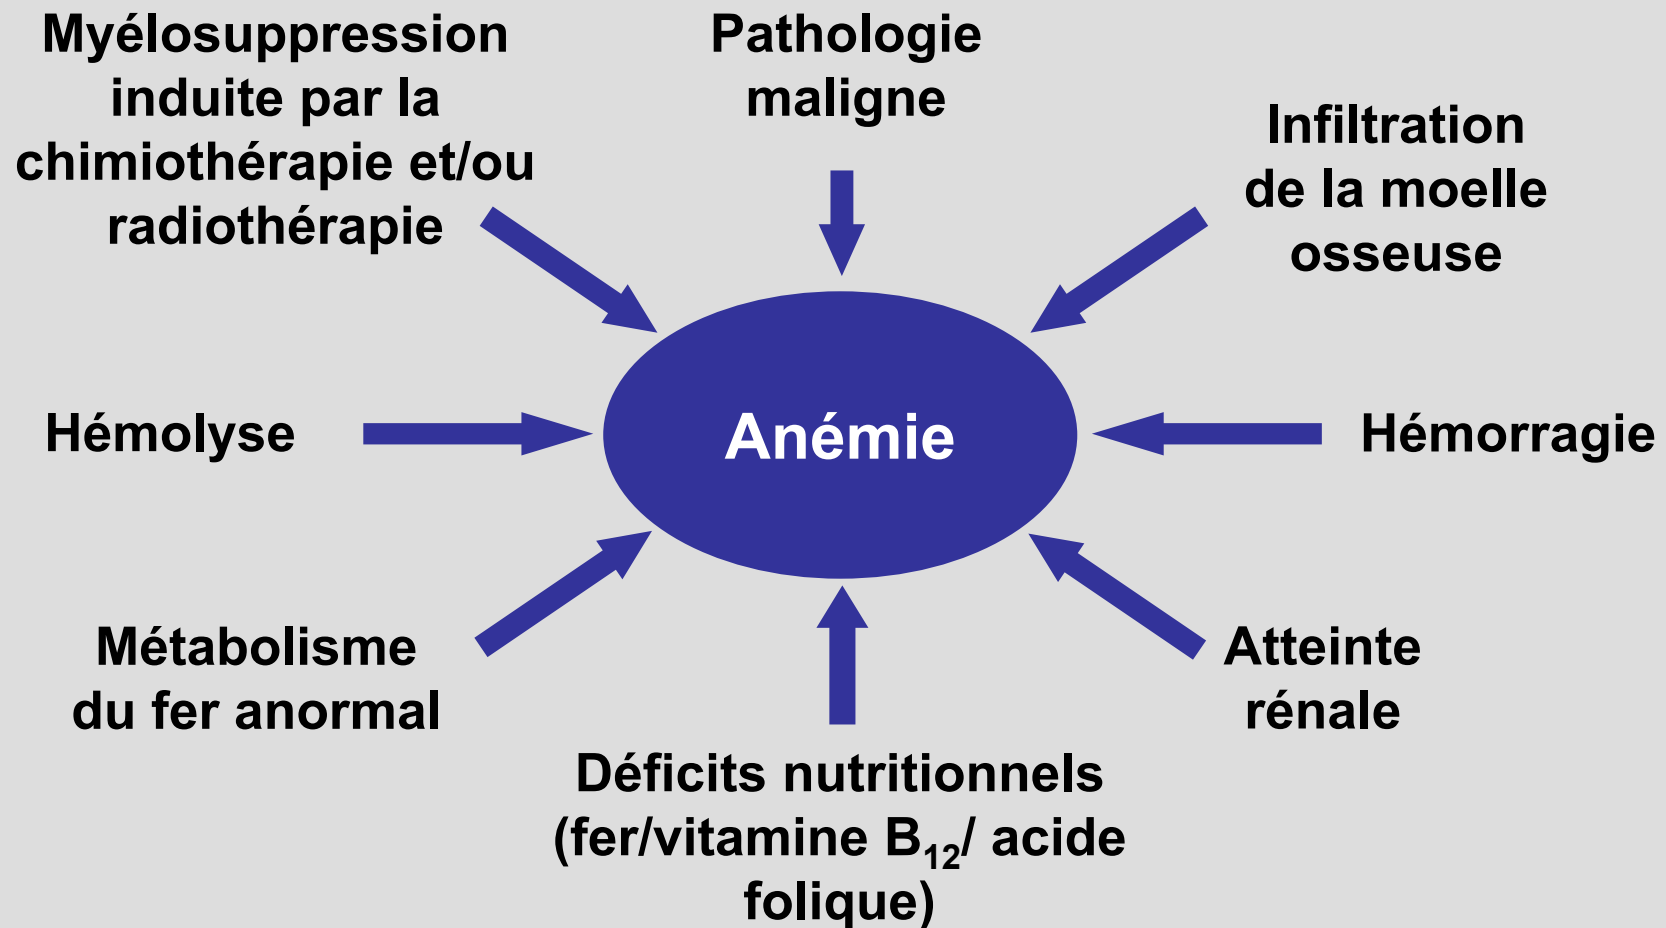 Myélosuppression
induite par la
chimiothérapie et/ou
radiothérapie
Pathologie
maligne
Infiltration
de la moelle
osseuse
Hémolyse
Anémie
Hémorragie
Métabolisme
du fer anormal
Atteinte
rénale
Déficits nutritionnels
(fer/vitamine B₁₂/ acide
folique)